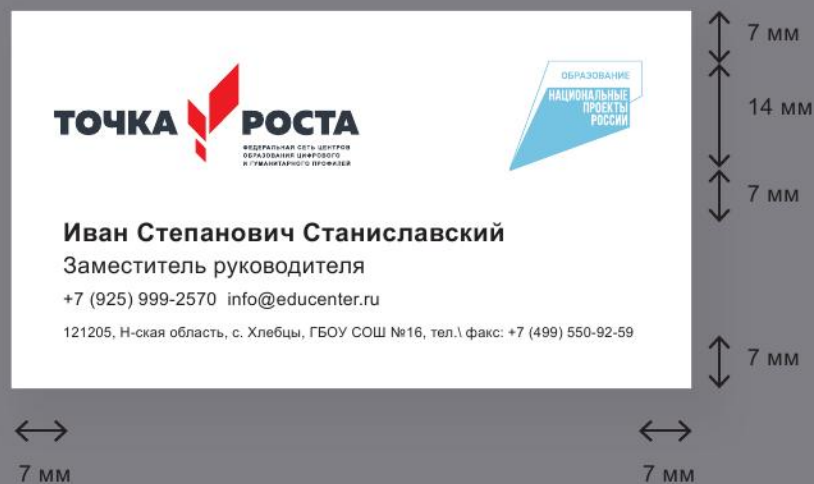 ТОЧКА РОСТА
ФЕДЕРАЛЬНАЯ СЕТЬ ЦЕНТРОВ
ОБРАЗОВАНИЯ ЦИФРОВОГО
И ГУМАНИТАРНОГО ПРОФИЛЕЙ
ОБРАЗОВАНИЕ
НАЦИОНАЛЬНЫЕ
ПРОЕКТЫ
РОССИИ
Иван Степанович Станиславский
Заместитель руководителя
+7 (925) 999-2570 info@educenter.ru
121205, Н-ская область, с. Хлебцы, ГБОУ СОШ №16, тел.\ факс: +7 (499) 550-92-59
7 мм
14 мм
7 мм
7 мм
7 мм
7 мм